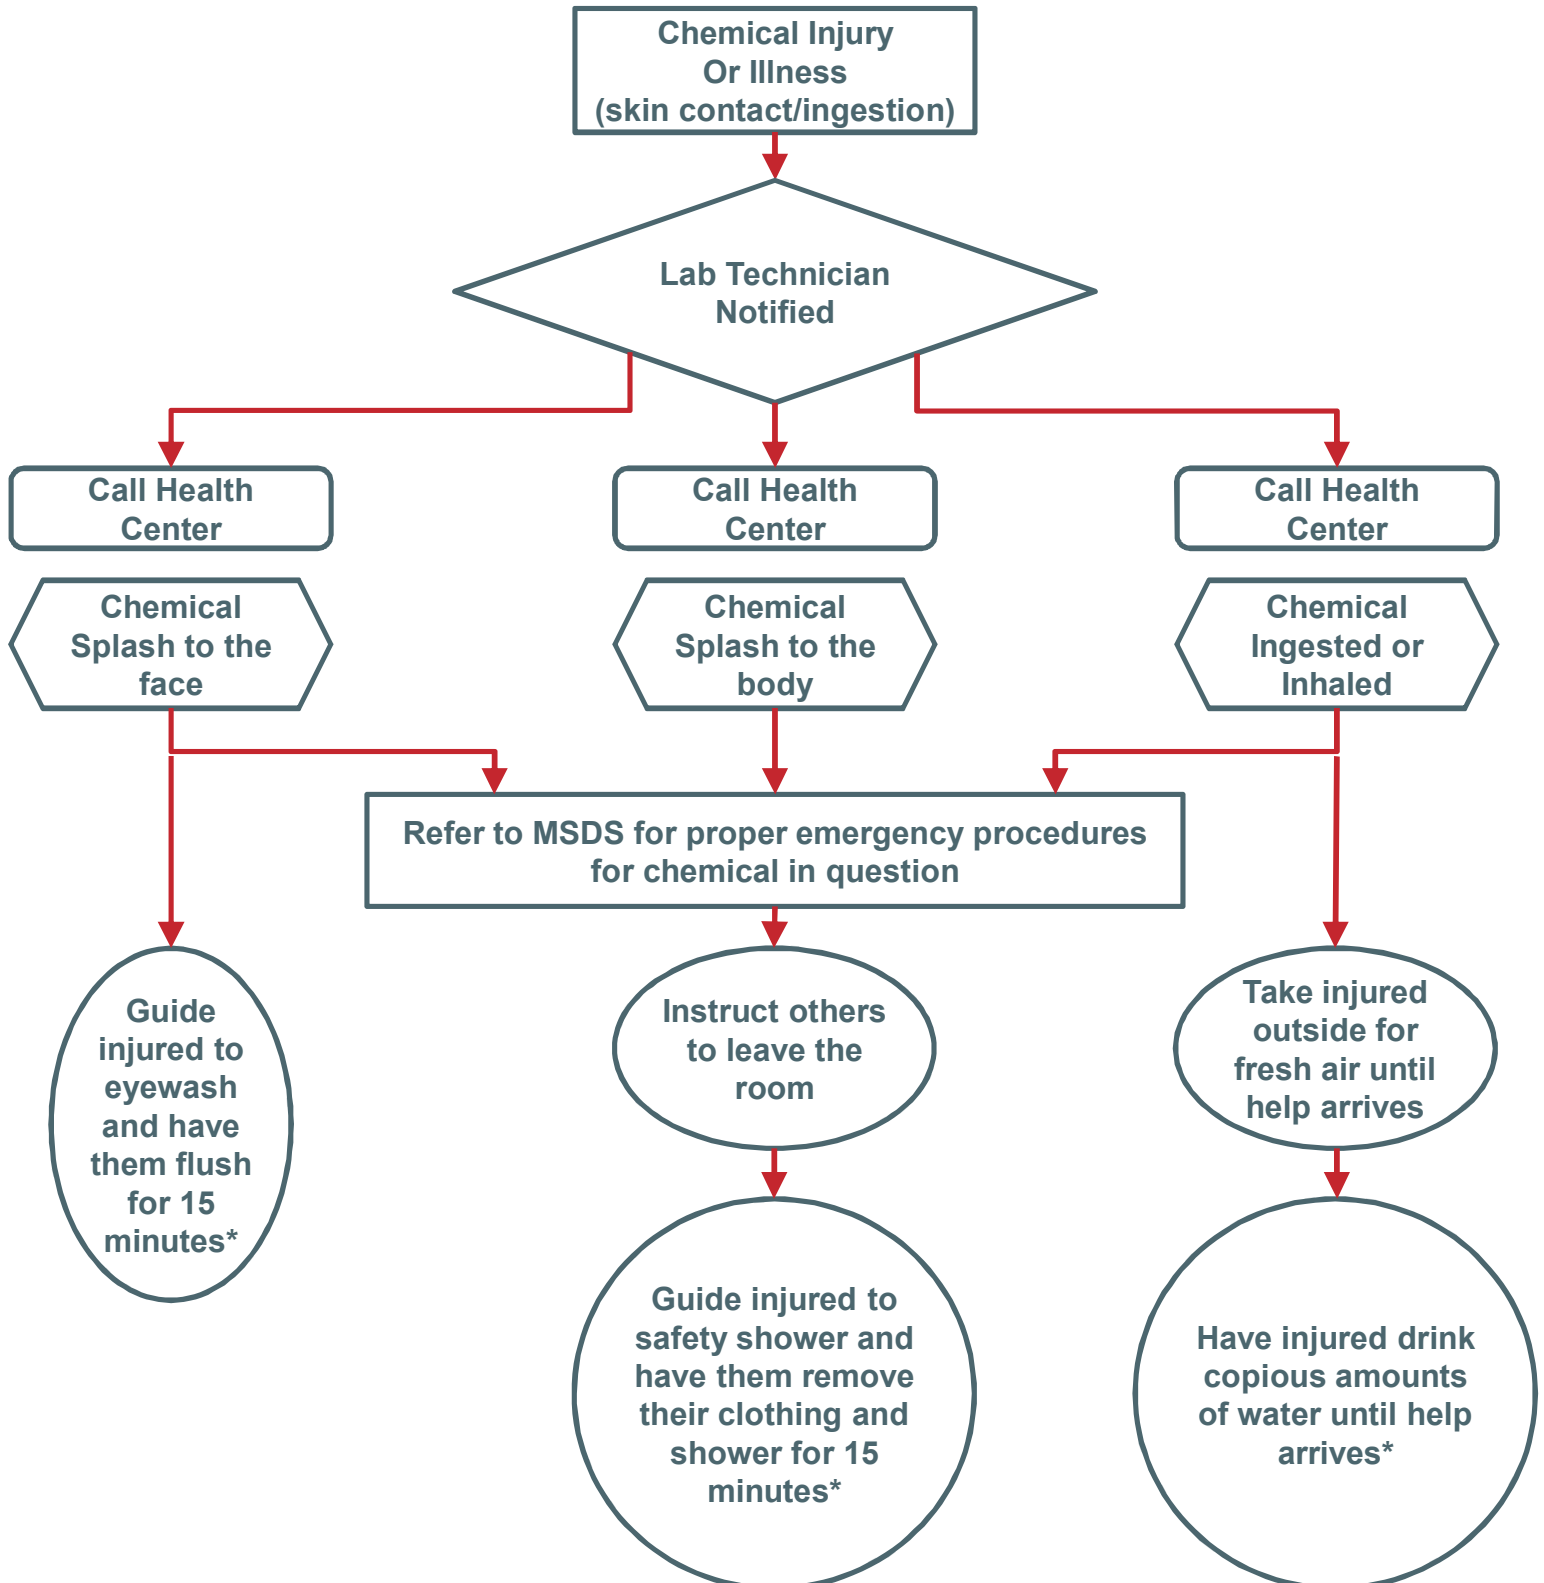 Chemical Injury
Or Illness
(skin contact/ingestion)
Lab Technician
Notified
Call Health
Center
Call Health
Center
Call Health
Center
Chemical
Splash to the
face
Chemical
Splash to the
body
Chemical
Ingested or
Inhaled
Refer to MSDS for proper emergency procedures
for chemical in question
Guide
injured to
eyewash
and have
them flush
for 15
minutes*
Instruct others
to leave the
room
Take injured
outside for
fresh air until
help arrives
Guide injured to
safety shower and
have them remove
their clothing and
shower for 15
minutes*
Have injured drink
copious amounts
of water until help
arrives*